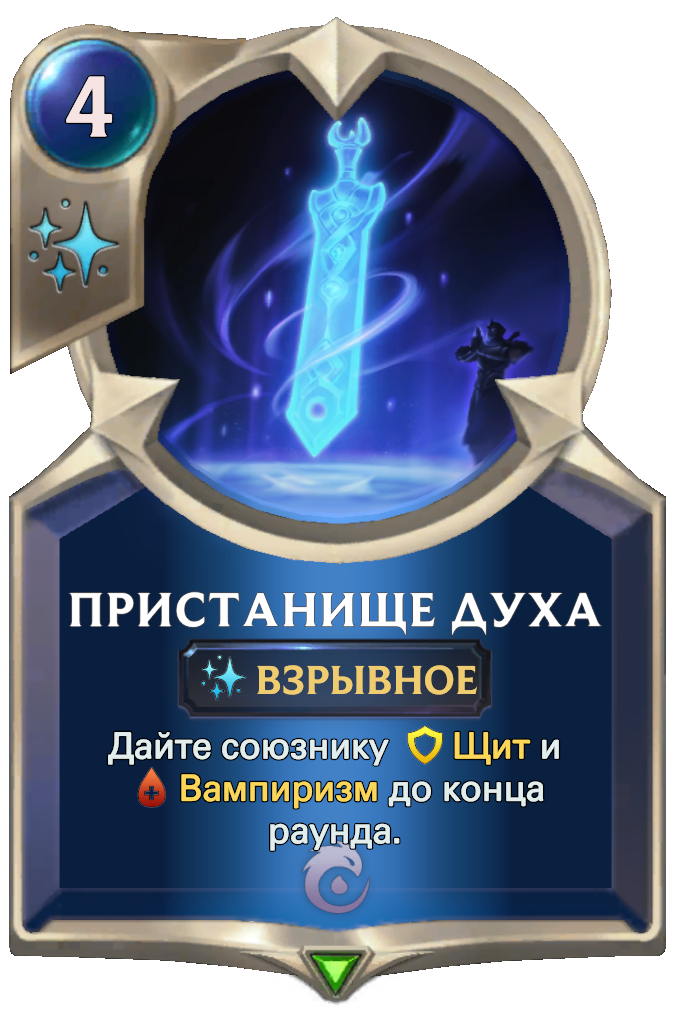 4
ПРИСТАНИЩЕ ДУХА
ВЗРЫВНОЕ
Дайте союзнику Щит и
Вампиризм до конца
раунда.